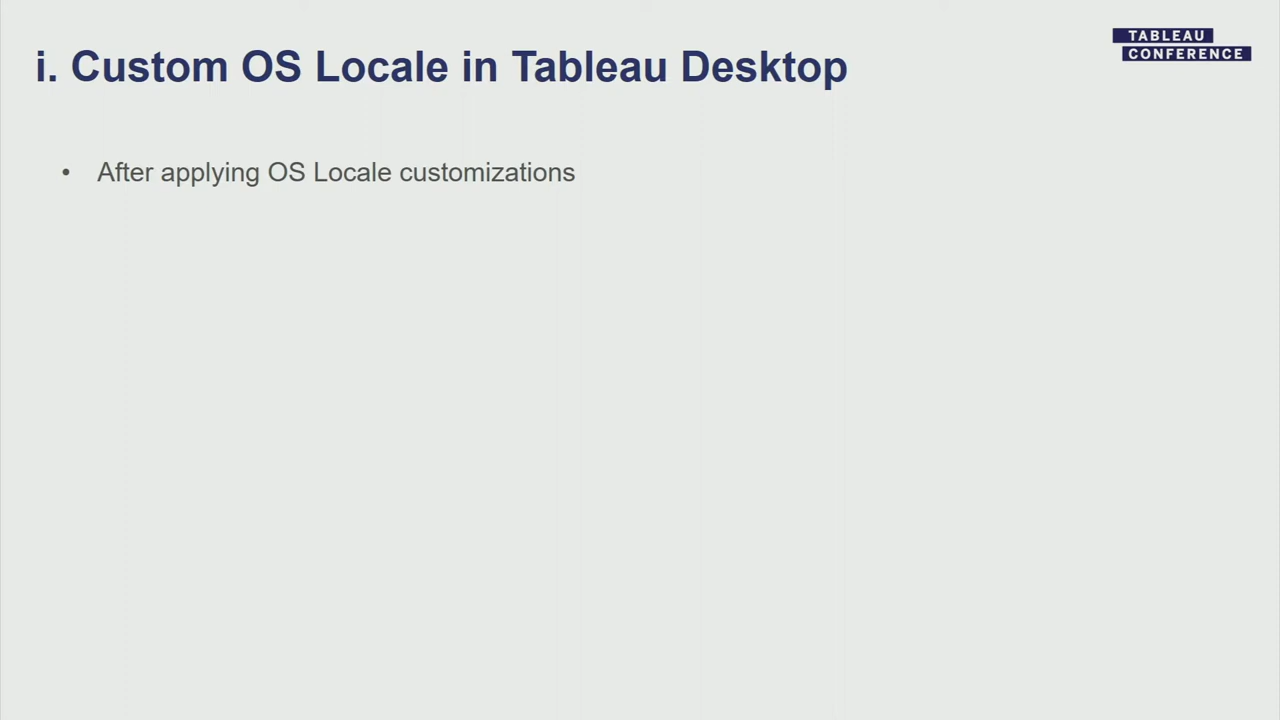 i. Custom OS Locale in Tableau Desktop
TABLEAU
CONFERENCE
• After applying OS Locale customizations